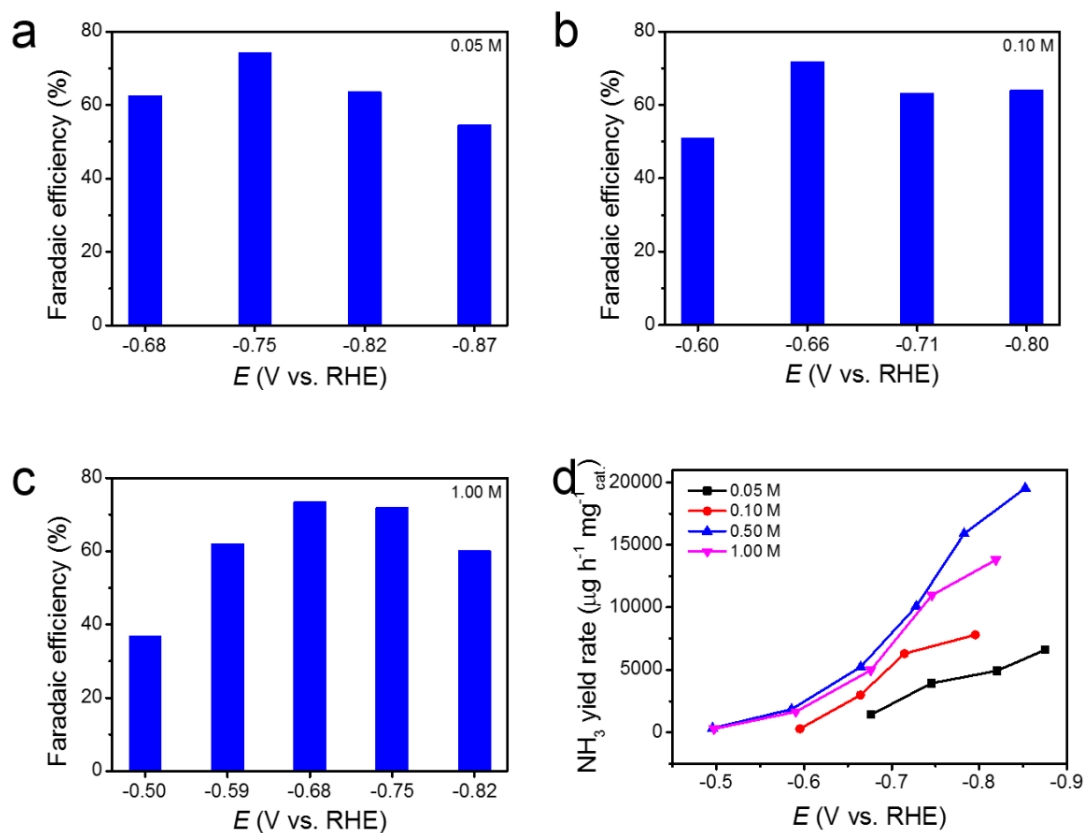 a
0.05 M
80
60
40
20
0
Faradaic efficiency (%)
-0.68 -0.75 -0.82 -0.87
E (V vs. RHE)
b
0.10 M
80
60
40
20
0
Faradaic efficiency (%)
-0.60 -0.66 -0.71 -0.80
E (V vs. RHE)
c
1.00 M
80
60
40
20
0
Faradaic efficiency (%)
-0.50 -0.59 -0.68 -0.75 -0.82
E (V vs. RHE)
d
20000
15000
10000
5000
0
NH₃ yield rate (μg h⁻¹ mg⁻¹cat.)
0.05 M
0.10 M
0.50 M
1.00 M
-0.5 -0.6 -0.7 -0.8 -0.9
E (V vs. RHE)